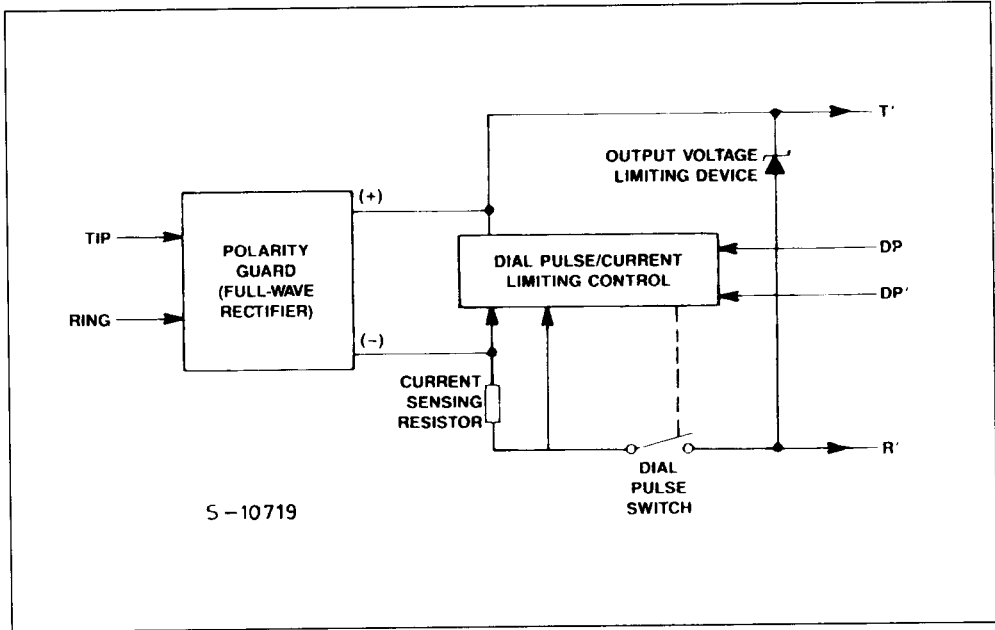 T'
OUTPUT VOLTAGE
LIMITING DEVICE
(+)
TIP
POLARITY
GUARD
(FULL-WAVE
RECTIFIER)
DIAL PULSE/CURRENT
LIMITING CONTROL
DP
DP'
RING
(-)
CURRENT
SENSING
RESISTOR
R'
DIAL
PULSE
SWITCH
S-10719